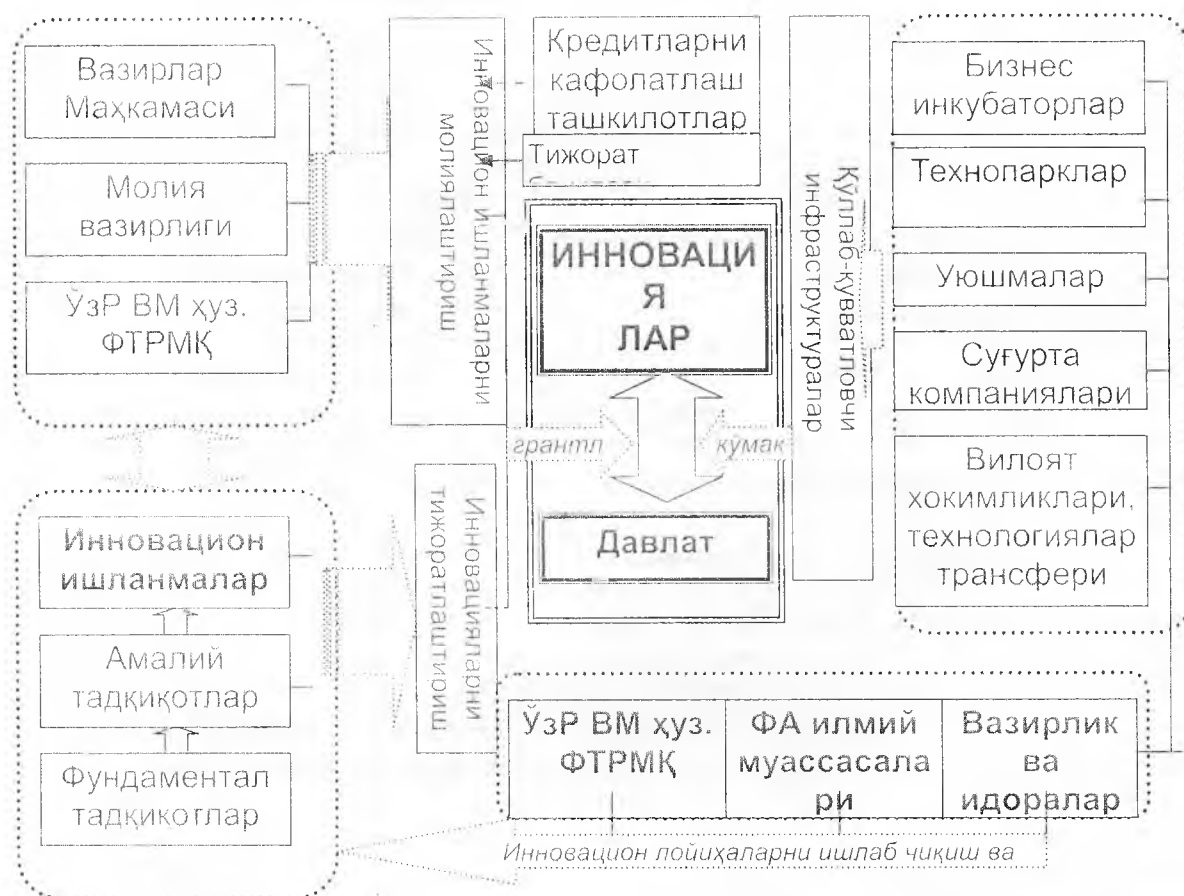 Вазирлар
Маҳкамаси
Молия
вазирлиги
ЎзР ВМ ҳуз.
ФТРМҚ
Инновацион ишланмаларни
молиялаштириш
Кредитларни
кафолатлаш
ташкилотлар
Тижорат
ИННОВАЦИ
Я
ЛАР
грантл
кўмак
Давлат
Қўллаб-қувватловчи
инфраструктуралар
Бизнес
инкубаторлар
Технопарклар
Уюшмалар
Суғурта
компаниялари
Вилоят
хокимликлари,
технологиялар
трансфери
Инновацион
ишланмалар
Амалий
тадқиқотлар
Фундаментал
тадқиқотлар
Инновацияларни
тижоратлаштириш
ЎзР ВМ ҳуз.
ФТРМҚ
ФА илмий
муассасала
ри
Вазирлик
ва
идоралар
Инновацион лойиҳаларни ишлаб чиқиш ва